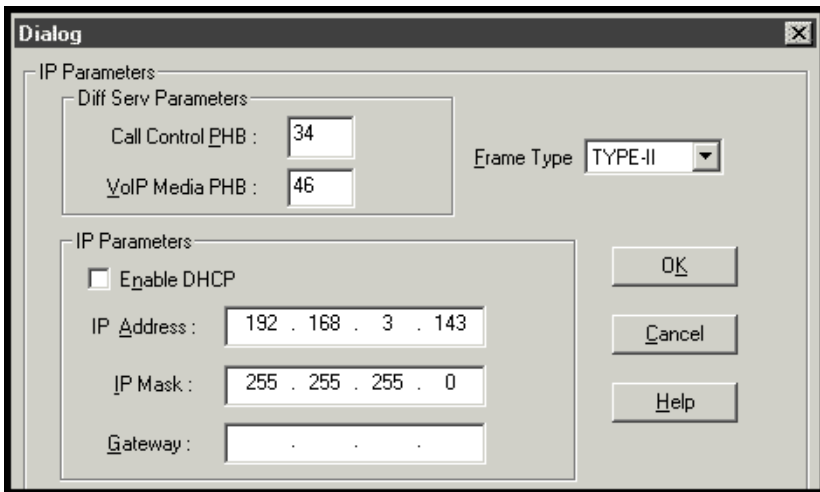 Dialog
IP Parameters
Diff Serv Parameters
Call Control PHB : 34
VoIP Media PHB : 46
Frame Type TYPE-II
IP Parameters
Enable DHCP
IP Address : 192 . 168 . 3 . 143
IP Mask : 255 . 255 . 255 . 0
Gateway : . . .
OK
Cancel
Help